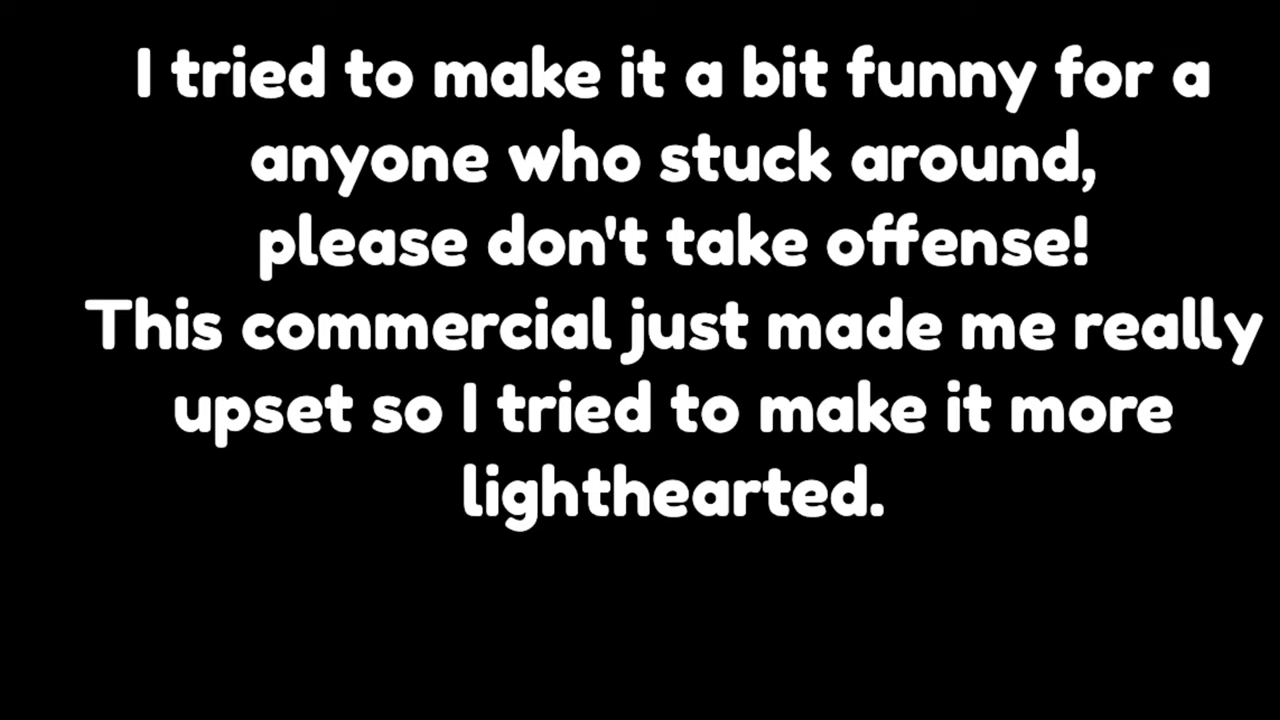 I tried to make it a bit funny for a
anyone who stuck around,
please don't take offense!
This commercial just made me really
upset so I tried to make it more
lighthearted.